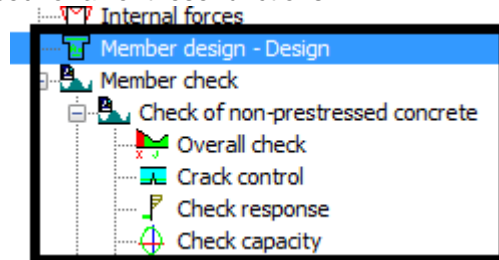 Internal forces
Member design - Design
Member check
Check of non-prestressed concrete
Overall check
Crack control
Check response
Check capacity